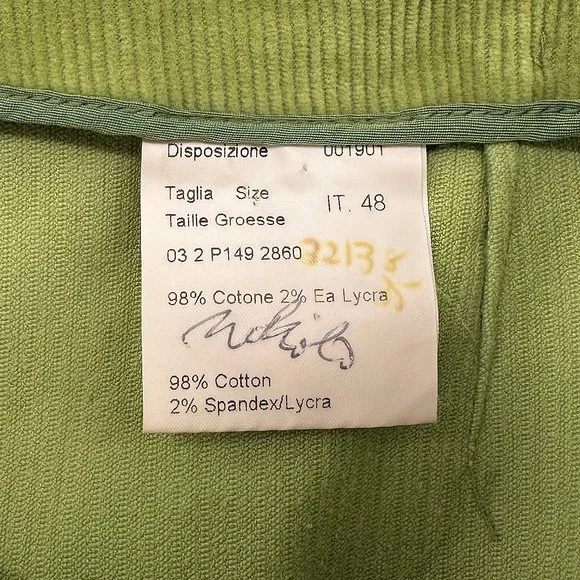 Disposizione 001901
Taglia Size IT. 48
Taille Groesse
03 2 P149 2860
98% Cotone 2% Ea Lycra
98% Cotton
2% Spandex/Lycra